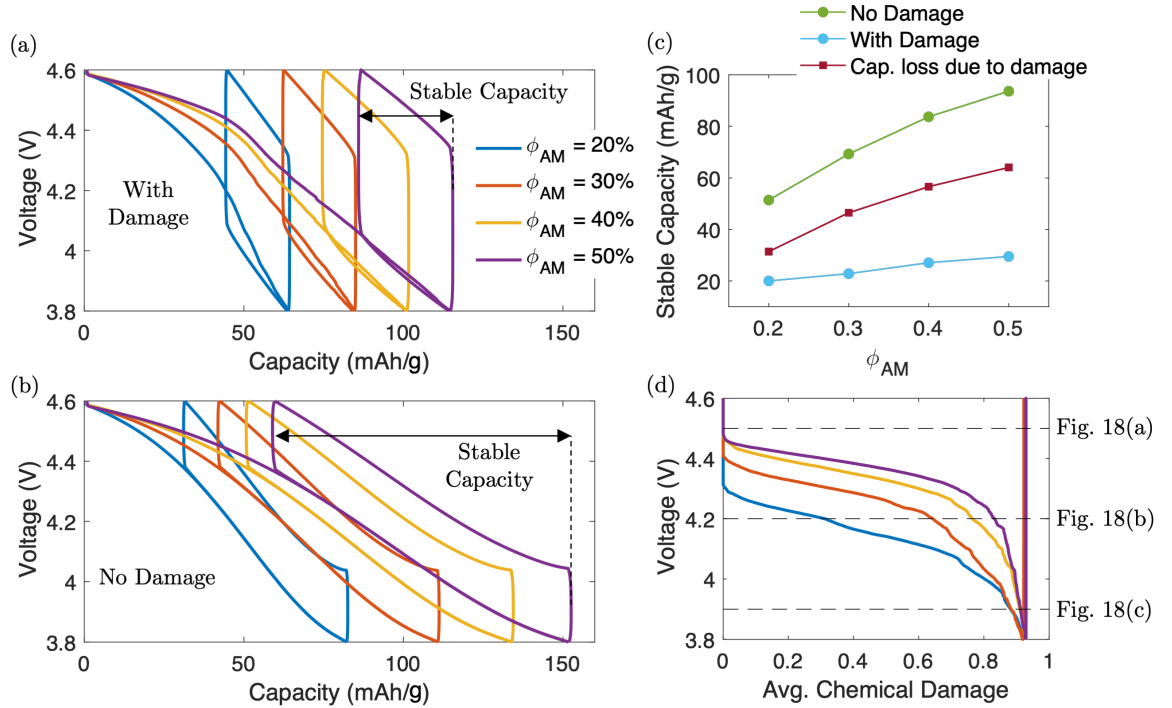 (a)
4.6
4.4
4.2
4
3.8
Voltage (V)
0
50
100
150
Capacity (mAh/g)
With
Damage
Stable Capacity
ϕAM = 20%
ϕAM = 30%
ϕAM = 40%
ϕAM = 50%
(b)
4.6
4.4
4.2
4
3.8
Voltage (V)
0
50
100
150
Capacity (mAh/g)
No Damage
Stable
Capacity
No Damage
With Damage
Cap. loss due to damage
(c)
100
80
60
40
20
Stable Capacity (mAh/g)
0.2
0.3
0.4
0.5
ϕAM
(d)
4.6
4.4
4.2
4
3.8
Voltage (V)
0
0.2
0.4
0.6
0.8
1
Avg. Chemical Damage
Fig. 18(a)
Fig. 18(b)
Fig. 18(c)